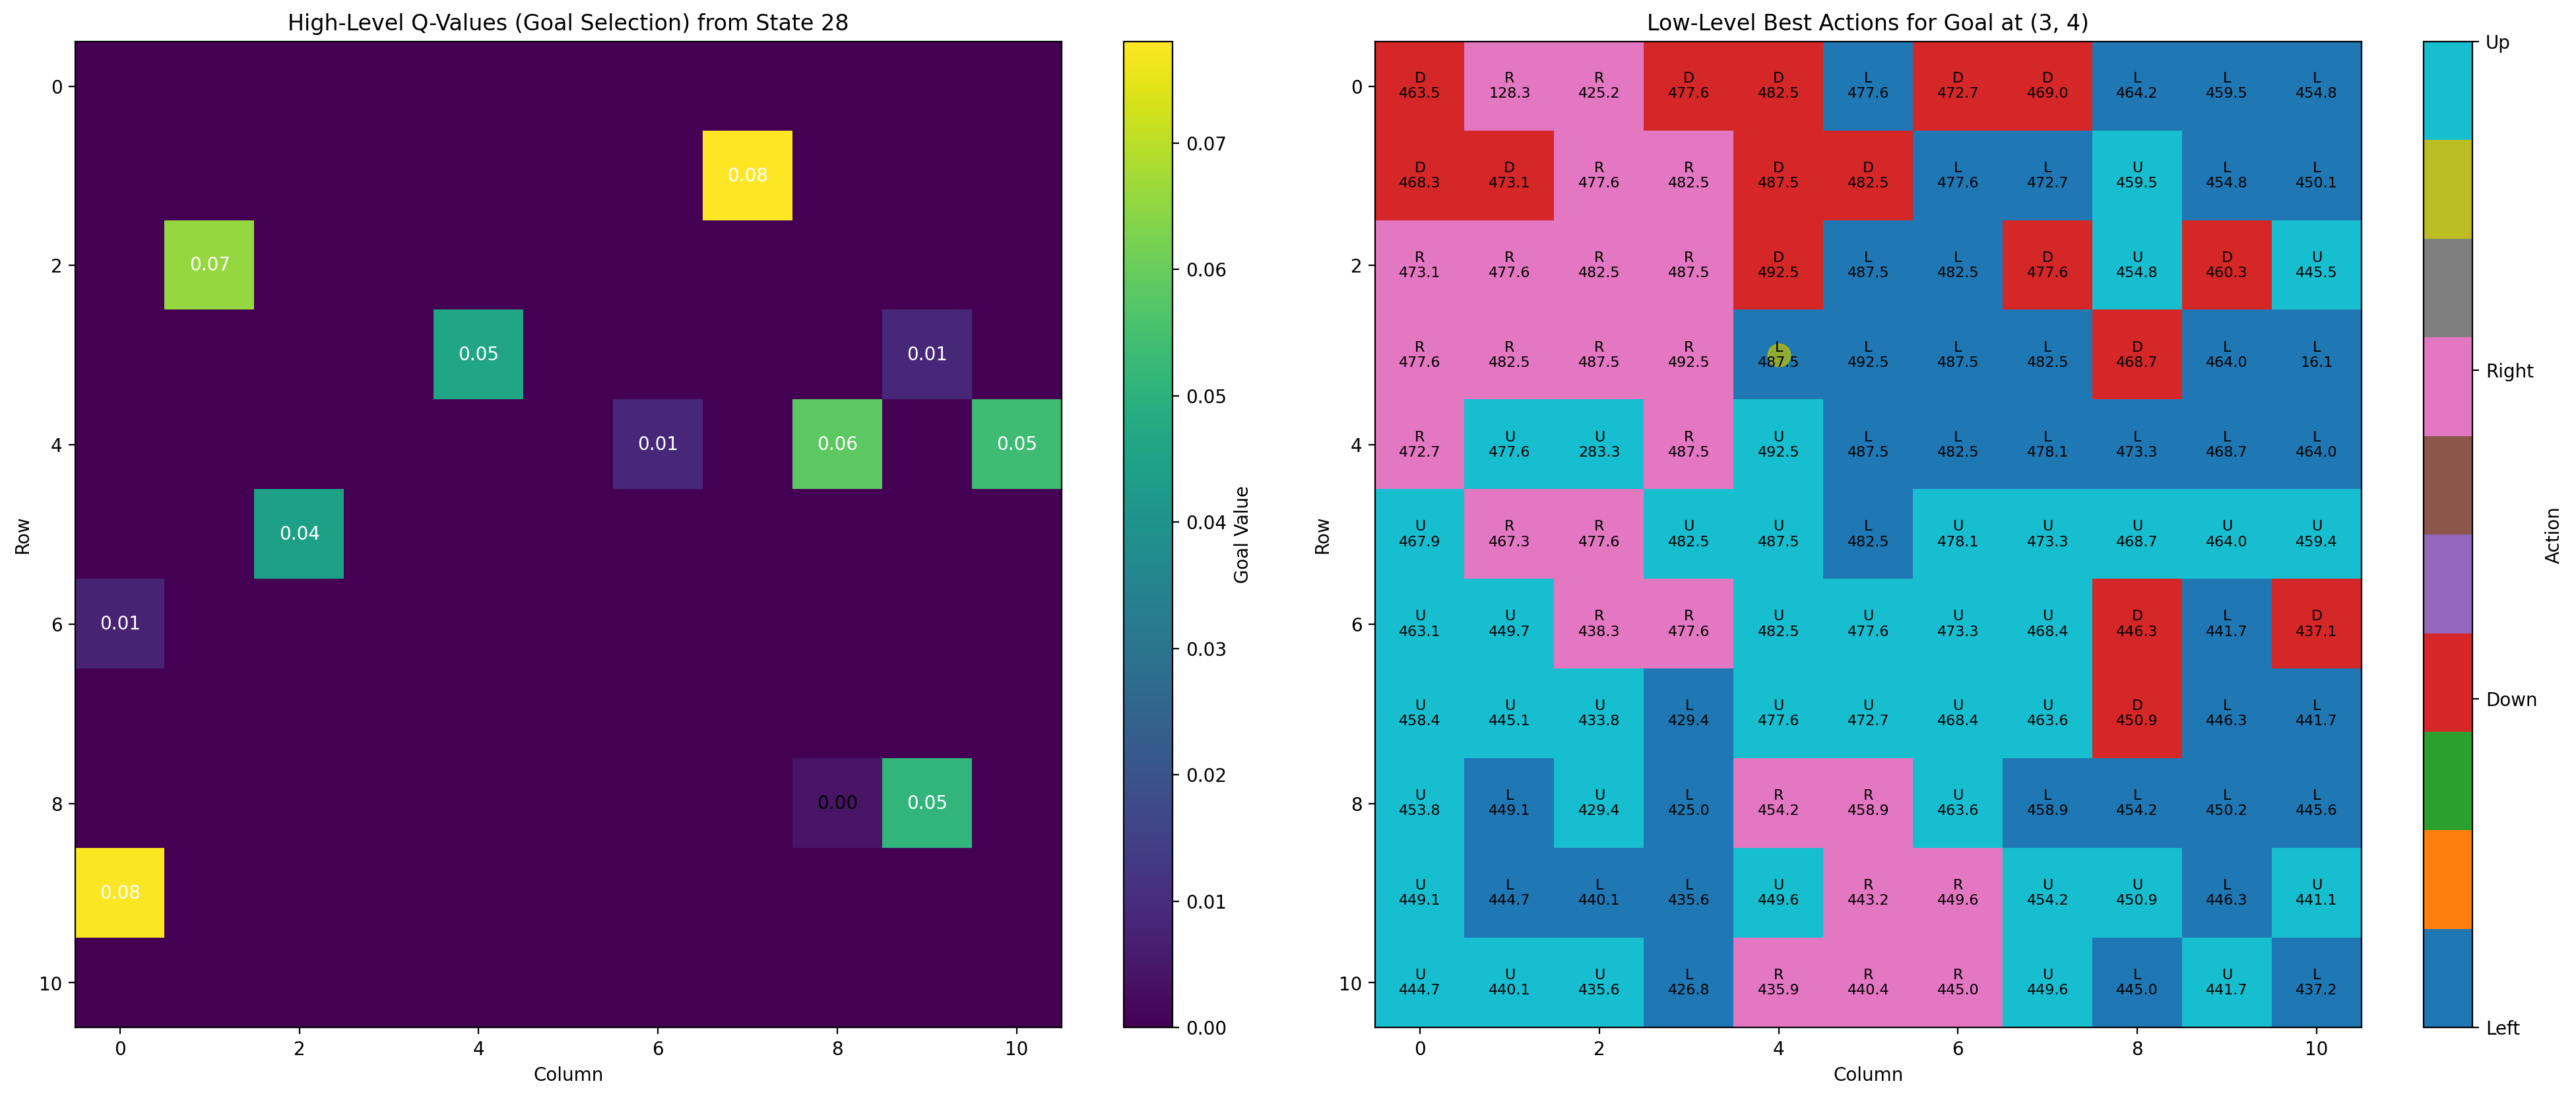 High-Level Q-Values (Goal Selection) from State 28
0
2
4
6
8
10
Row
0.08
0.07
0.05
0.01
0.01
0.06
0.05
0.04
0.01
0.00
0.05
0.08
0 2 4 6 8 10
Column
0.07
0.06
0.05
0.04
0.03
0.02
0.01
0.00
Goal Value
Low-Level Best Actions for Goal at (3, 4)
0
2
4
6
8
10
Row
D R R D D L D D L L L
463.5 128.3 425.2 477.6 482.5 477.6 472.7 469.0 464.2 459.5 454.8
D D R R D D L L U L L
468.3 473.1 477.6 482.5 487.5 482.5 477.6 472.7 459.5 454.8 450.1
R R R R D L L D U D U
473.1 477.6 482.5 487.5 492.5 487.5 482.5 477.6 454.8 460.3 445.5
R R R R L L L L D L L
477.6 482.5 487.5 492.5 487.5 492.5 487.5 482.5 468.7 464.0 16.1
R U U R U L L L L L L
472.7 477.6 283.3 487.5 492.5 487.5 482.5 478.1 473.3 468.7 464.0
U R R U U L U U U U U
467.9 467.3 477.6 482.5 487.5 482.5 478.1 473.3 468.7 464.0 459.4
U U R R U U U U D L D
463.1 449.7 438.3 477.6 482.5 477.6 473.3 468.4 446.3 441.7 437.1
U U U L U U U U D L L
458.4 445.1 433.8 429.4 477.6 472.7 468.4 463.6 450.9 446.3 441.7
U L U L R R U L L L L
453.8 449.1 429.4 425.0 454.2 458.9 463.6 458.9 454.2 450.2 445.6
U L L L U R R U U L U
449.1 444.7 440.1 435.6 449.6 443.2 449.6 454.2 450.9 446.3 441.1
U U U L R R R U L U L
444.7 440.1 435.6 426.8 435.9 440.4 445.0 449.6 445.0 441.7 437.2
0 2 4 6 8 10
Column
Up
Right
Down
Left
Action